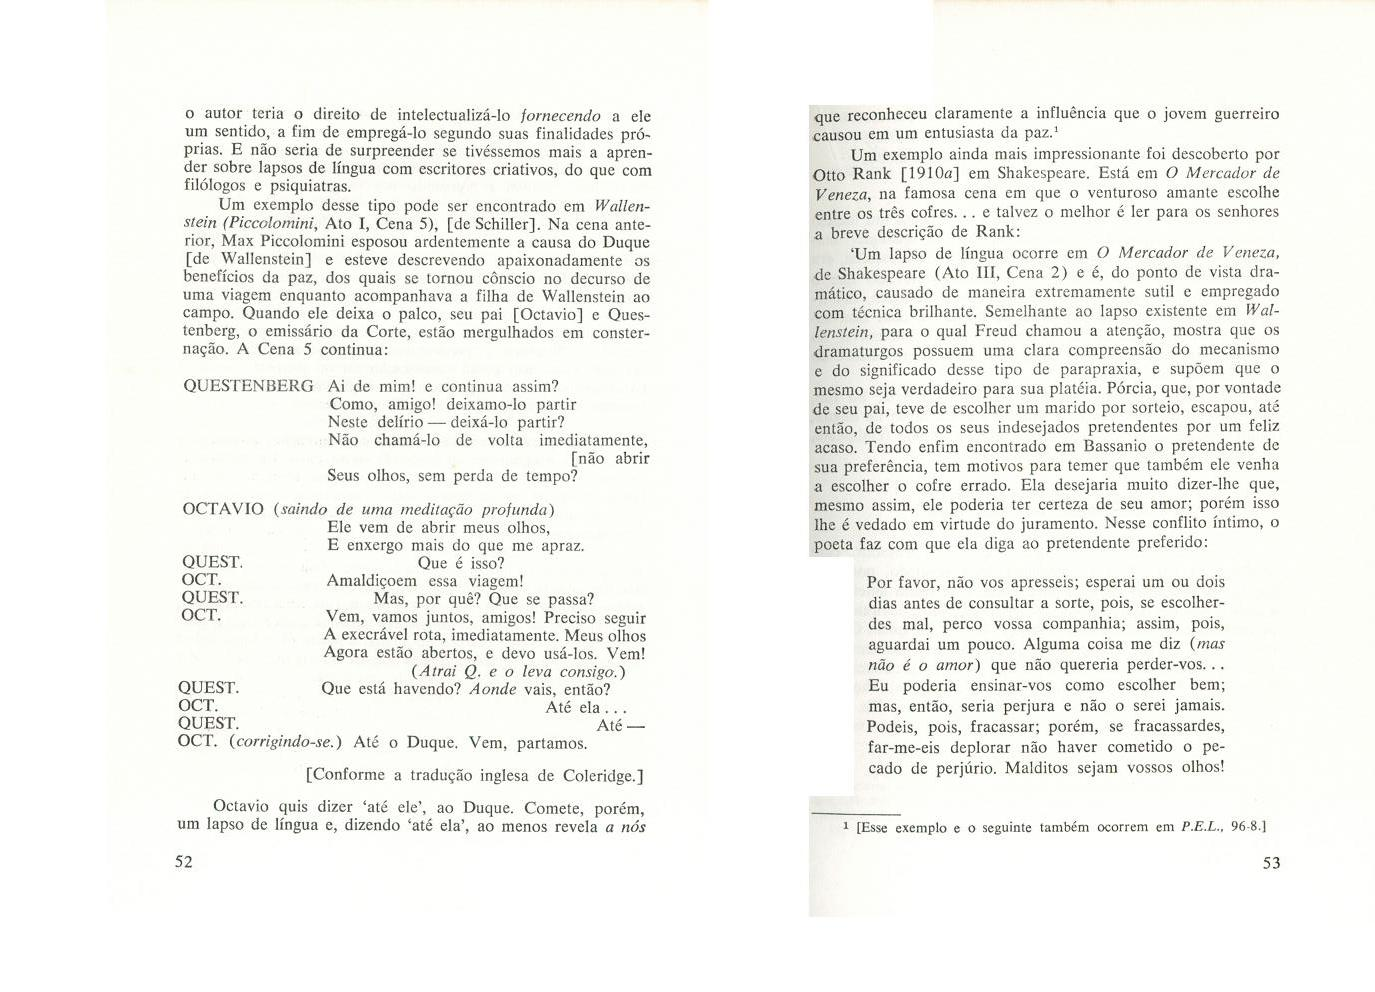 o autor teria o direito de intelectualizá-lo fornecendo a ele
um sentido, a fim de empregá-lo segundo suas finalidades pró-
prias. E não seria de surpreender se tivéssemos mais a apren-
der sobre lapsos de língua com escritores criativos, do que com
filólogos e psiquiatras.
Um exemplo desse tipo pode ser encontrado em Wallen-
stein (Piccolomini, Ato I, Cena 5), [de Schiller]. Na cena ante-
rior, Max Piccolomini esposou ardentemente a causa do Duque
[de Wallenstein] e esteve descrevendo apaixonadamente os
benefícios da paz, dos quais se tornou cônscio no decurso de
uma viagem enquanto acompanhava a filha de Wallenstein ao
campo. Quando ele deixa o palco, seu pai [Octavio] e Ques-
tenberg, o emissário da Corte, estão mergulhados em conster-
nação. A Cena 5 continua:
QUESTENBERG Ai de mim! e continua assim?
Como, amigo! deixamo-lo partir
Neste delírio — deixá-lo partir?
Não chamá-lo de volta imediatamente,
[não abrir
Seus olhos, sem perda de tempo?
OCTAVIO (saindo de uma meditação profunda)
Ele vem de abrir meus olhos,
E enxergo mais do que me apraz.
QUEST. Que é isso?
OCT. Amaldiçoem essa viagem!
QUEST. Mas, por quê? Que se passa?
OCT. Vem, vamos juntos, amigos! Preciso seguir
A execrável rota, imediatamente. Meus olhos
Agora estão abertos, e devo usá-los. Vem!
(Atrai Q. e o leva consigo.)
QUEST. Que está havendo? Aonde vais, então?
OCT. Até ela . . .
QUEST. Até —
OCT. (corrigindo-se.) Até o Duque. Vem, partamos.
[Conforme a tradução inglesa de Coleridge.]
Octavio quis dizer ‘até ele’, ao Duque. Comete, porém,
um lapso de língua e, dizendo ‘até ela’, ao menos revela a nós
52
que reconheceu claramente a influência que o jovem guerreiro
causou em um entusiasta da paz.¹
Um exemplo ainda mais impressionante foi descoberto por
Otto Rank [1910a] em Shakespeare. Está em O Mercador de
Veneza, na famosa cena em que o venturoso amante escolhe
entre os três cofres. . . e talvez o melhor é ler para os senhores
a breve descrição de Rank:
‘Um lapso de língua ocorre em O Mercador de Veneza,
de Shakespeare (Ato III, Cena 2) e é, do ponto de vista dra-
mático, causado de maneira extremamente sutil e empregado
com técnica brilhante. Semelhante ao lapso existente em Wal-
lenstein, para o qual Freud chamou a atenção, mostra que os
dramaturgos possuem uma clara compreensão do mecanismo
e do significado desse tipo de parapraxia, e supõem que o
mesmo seja verdadeiro para sua platéia. Pórcia, que, por vontade
de seu pai, teve de escolher um marido por sorteio, escapou, até
então, de todos os seus indesejados pretendentes por um feliz
acaso. Tendo enfim encontrado em Bassanio o pretendente de
sua preferência, tem motivos para temer que também ele venha
a escolher o cofre errado. Ela desejaria muito dizer-lhe que,
mesmo assim, ele poderia ter certeza de seu amor; porém isso
lhe é vedado em virtude do juramento. Nesse conflito íntimo, o
poeta faz com que ela diga ao pretendente preferido:
Por favor, não vos apresseis; esperai um ou dois
dias antes de consultar a sorte, pois, se escolher-
des mal, perco vossa companhia; assim, pois,
aguardai um pouco. Alguma coisa me diz (mas
não é o amor) que não quereria perder-vos. . .
Eu poderia ensinar-vos como escolher bem;
mas, então, seria perjura e não o serei jamais.
Podeis, pois, fracassar; porém, se fracassardes,
far-me-eis deplorar não haver cometido o pe-
cado de perjúrio. Malditos sejam vossos olhos!
¹ [Esse exemplo e o seguinte também ocorrem em P.E.L., 96-8.]
53